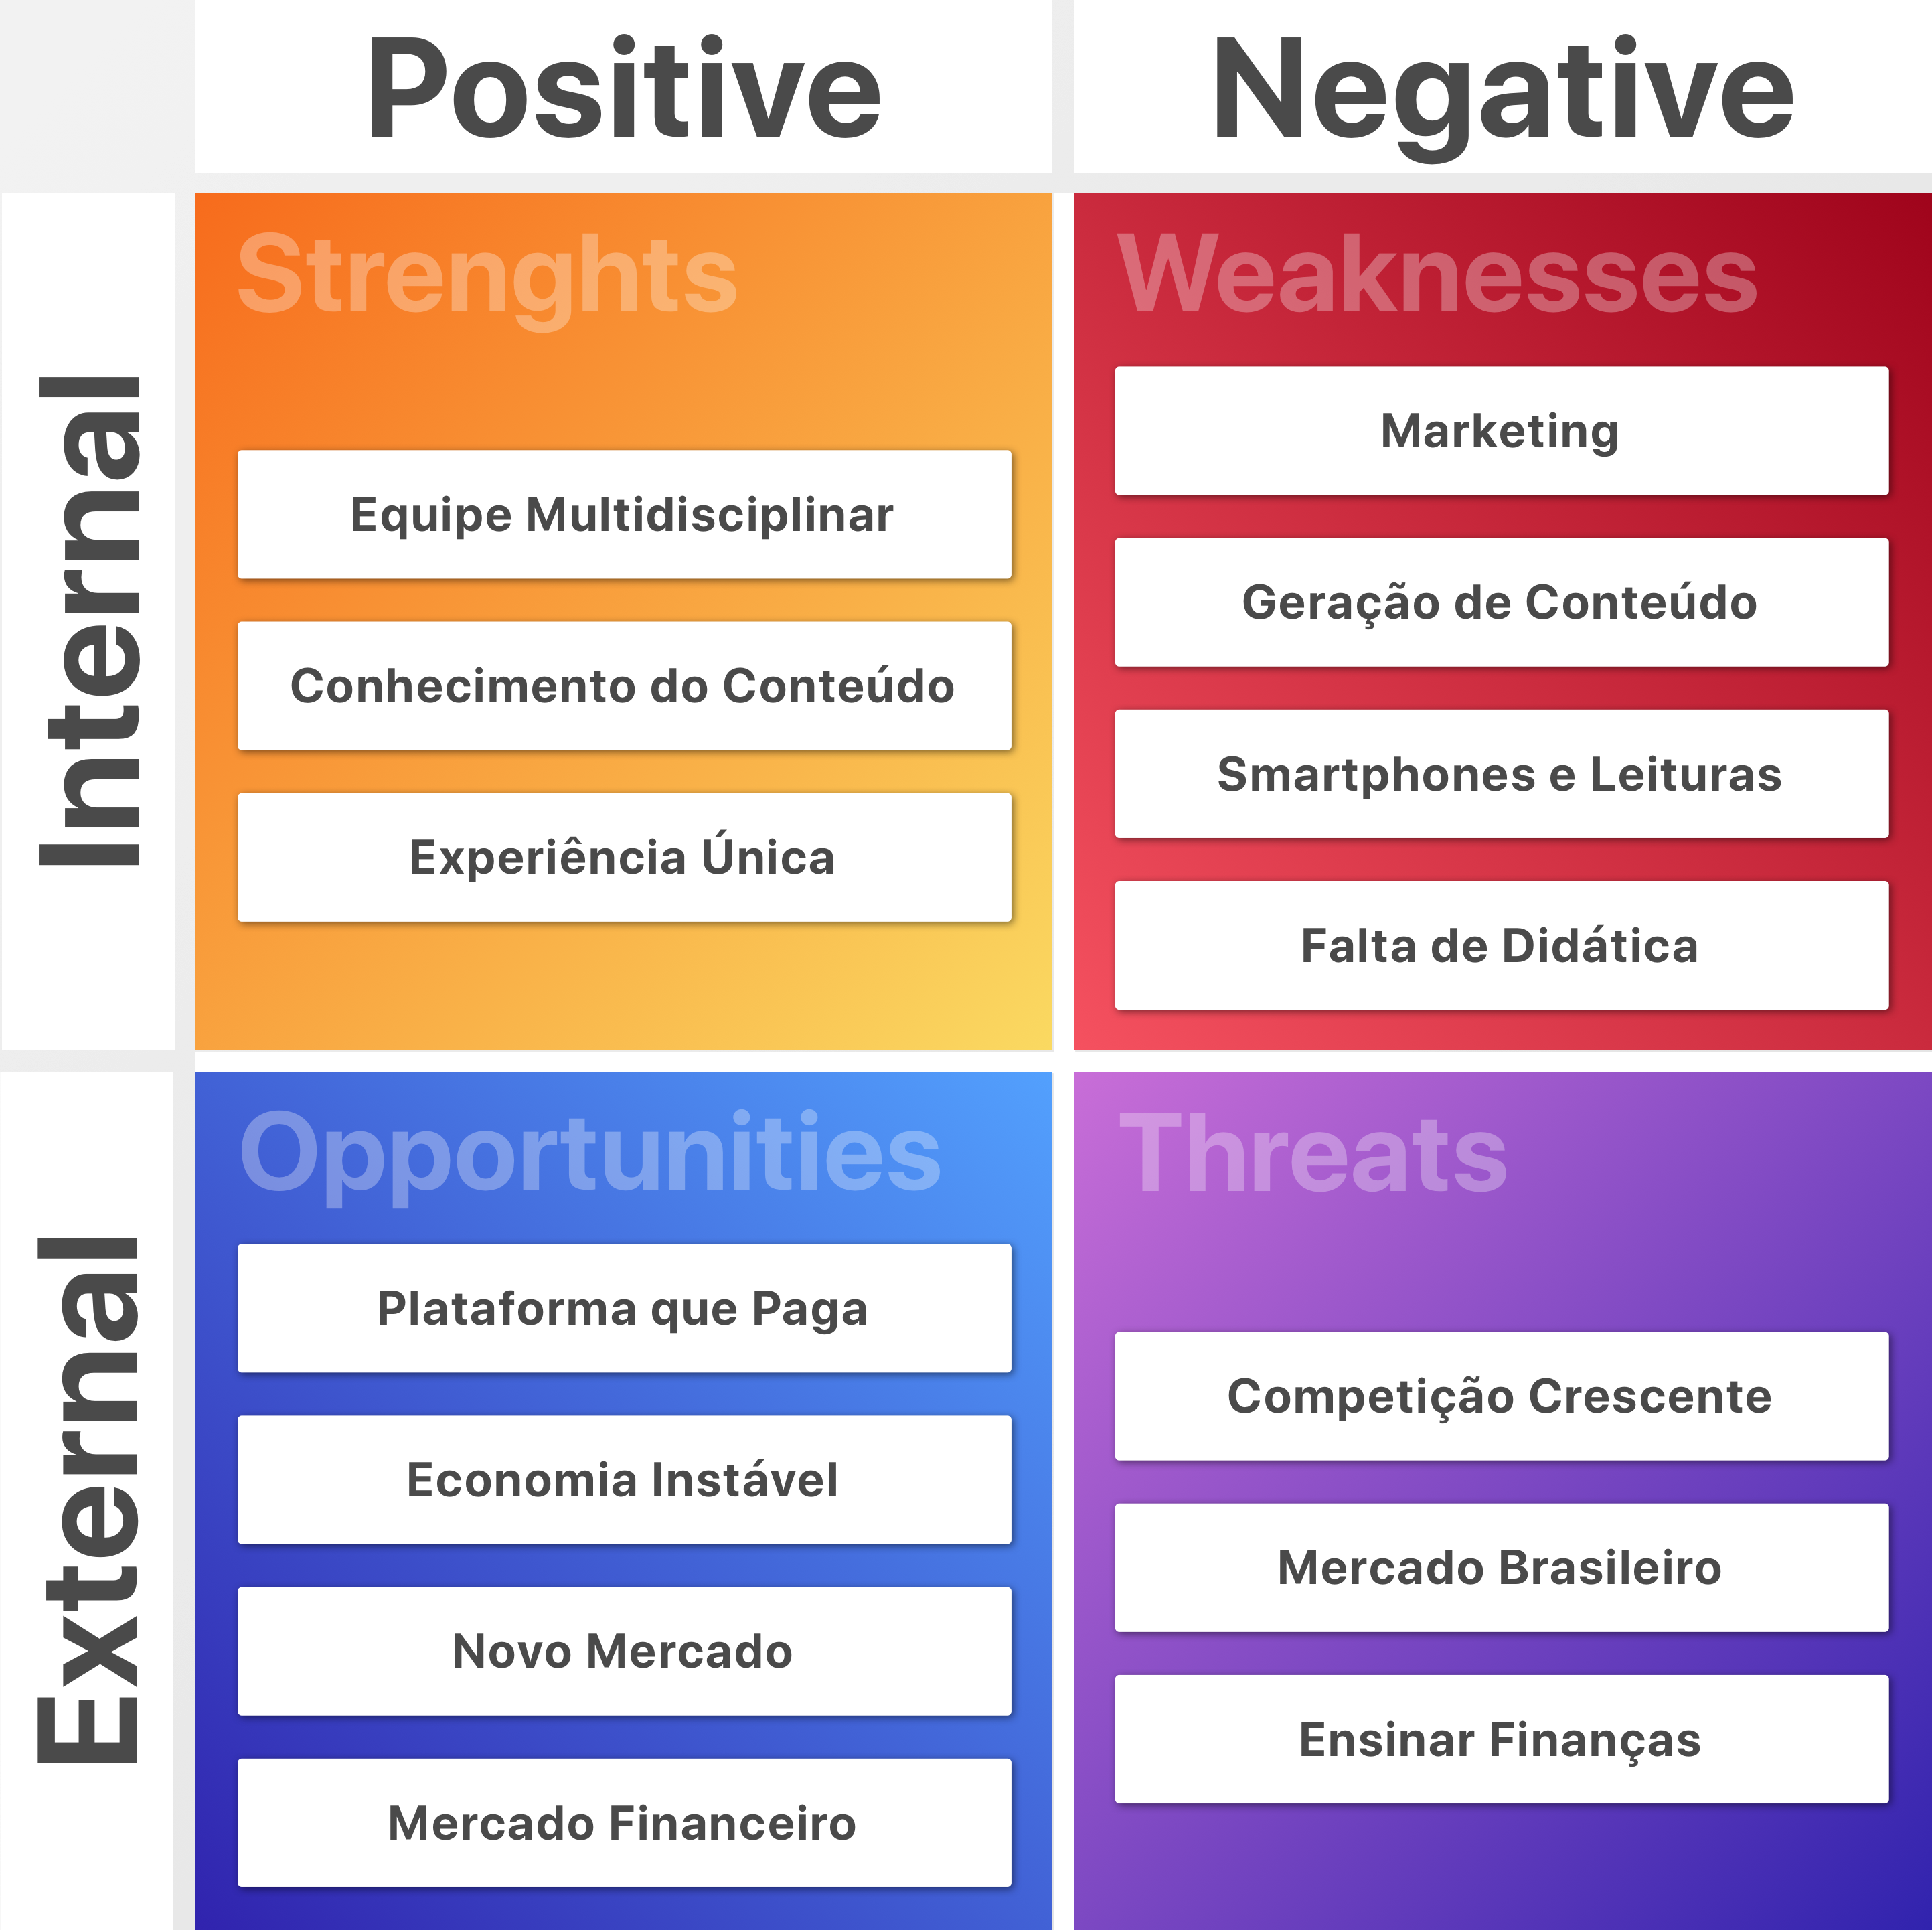 Positive
Negative
Internal
Strenghts
Equipe Multidisciplinar
Conhecimento do Conteúdo
Experiência Única
Weaknesses
Marketing
Geração de Conteúdo
Smartphones e Leituras
Falta de Didática
External
Opportunities
Plataforma que Paga
Economia Instável
Novo Mercado
Mercado Financeiro
Threats
Competição Crescente
Mercado Brasileiro
Ensinar Finanças